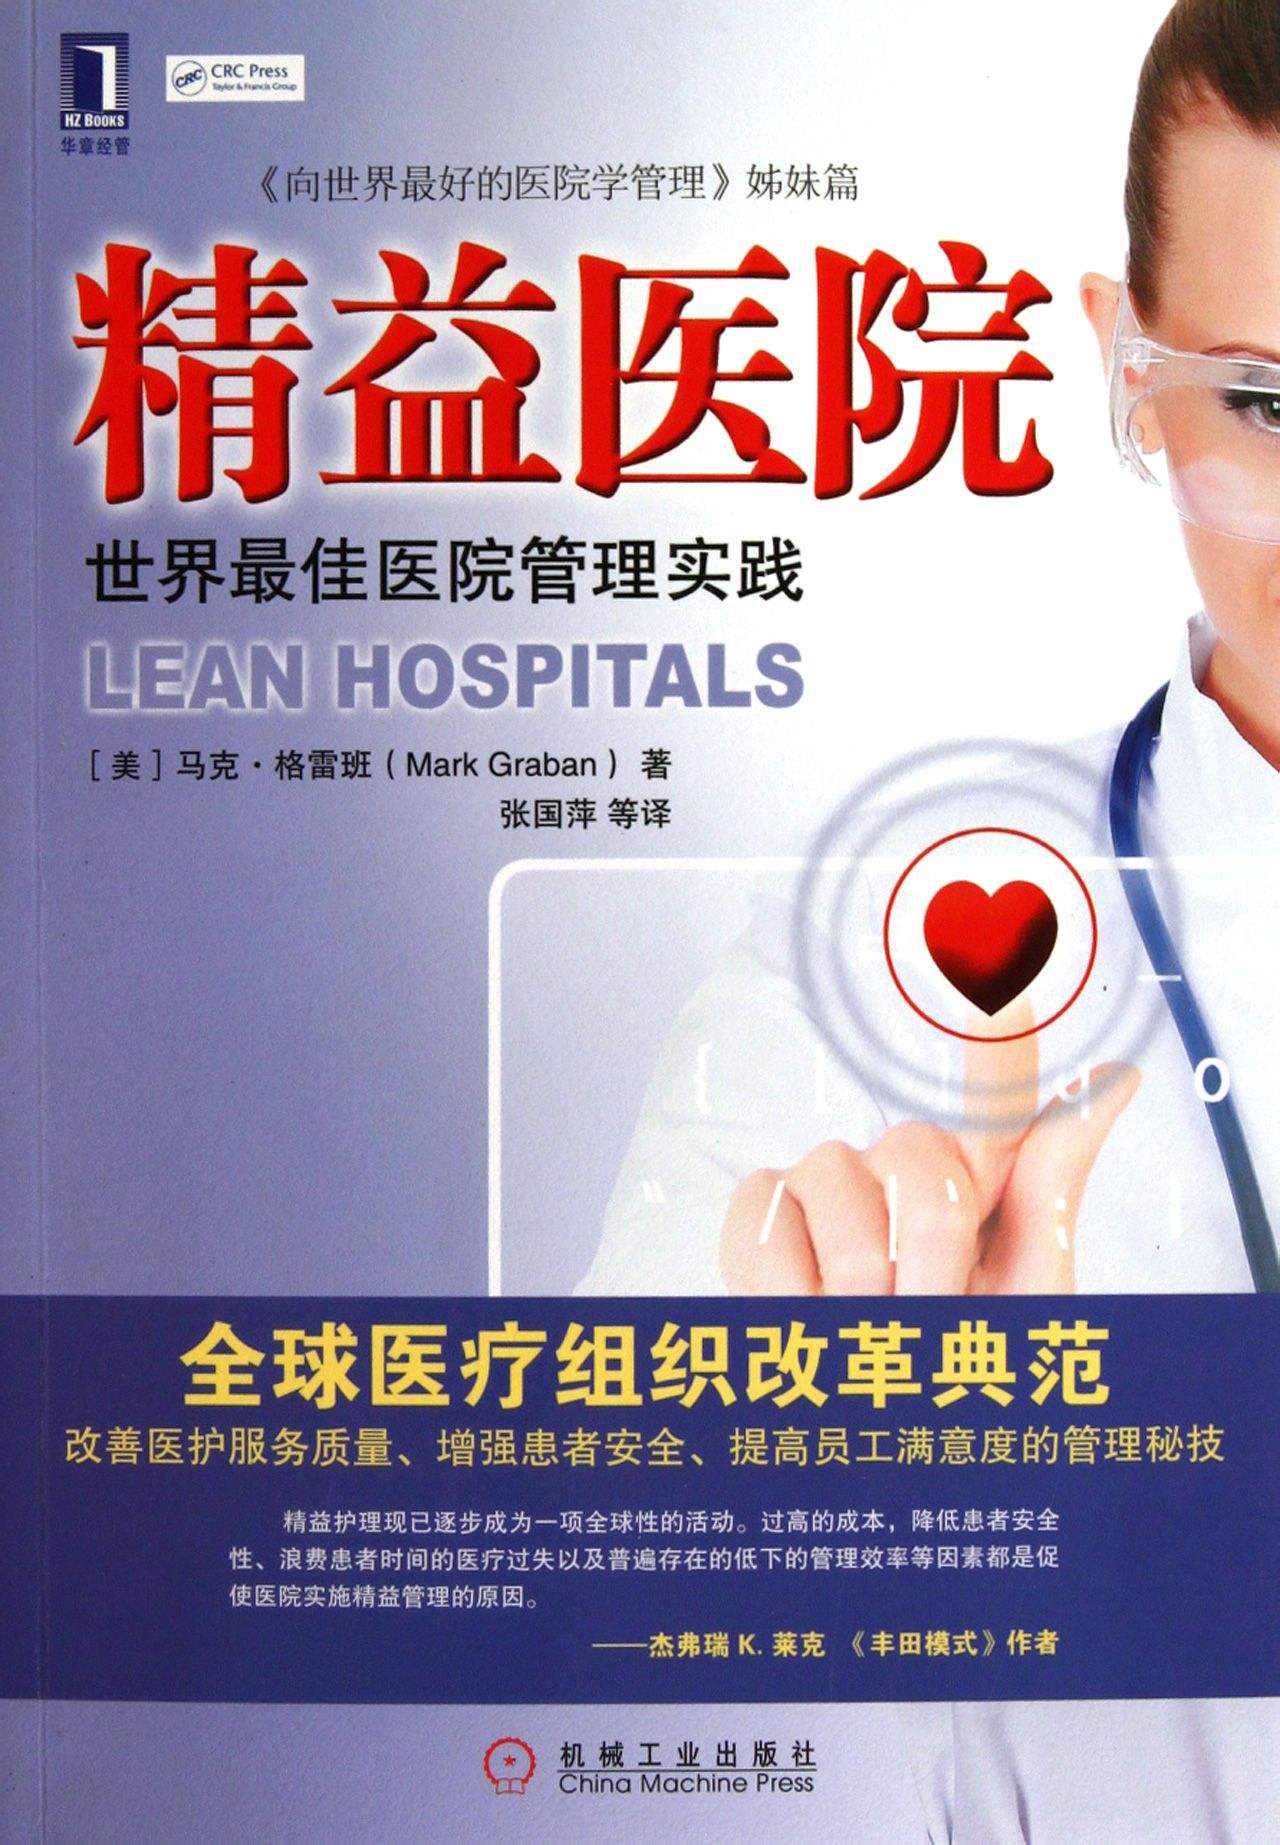 HZ BOOKS
华章经管
CRC
CRC Press
Taylor & Francis Group
《向世界最好的医院学管理》姊妹篇
精益医院
世界最佳医院管理实践
LEAN HOSPITALS
[美] 马克·格雷班（Mark Graban）著
张国萍 等译
{ [ ] q o
“ / | ‘ ; |
全球医疗组织改革典范
改善医护服务质量、增强患者安全、提高员工满意度的管理秘技
精益护理现已逐步成为一项全球性的活动。过高的成本，降低患者安全
性、浪费患者时间的医疗过失以及普遍存在的低下的管理效率等因素都是促
使医院实施精益管理的原因。
——杰弗瑞 K. 莱克 《丰田模式》作者
机械工业出版社
China Machine Press